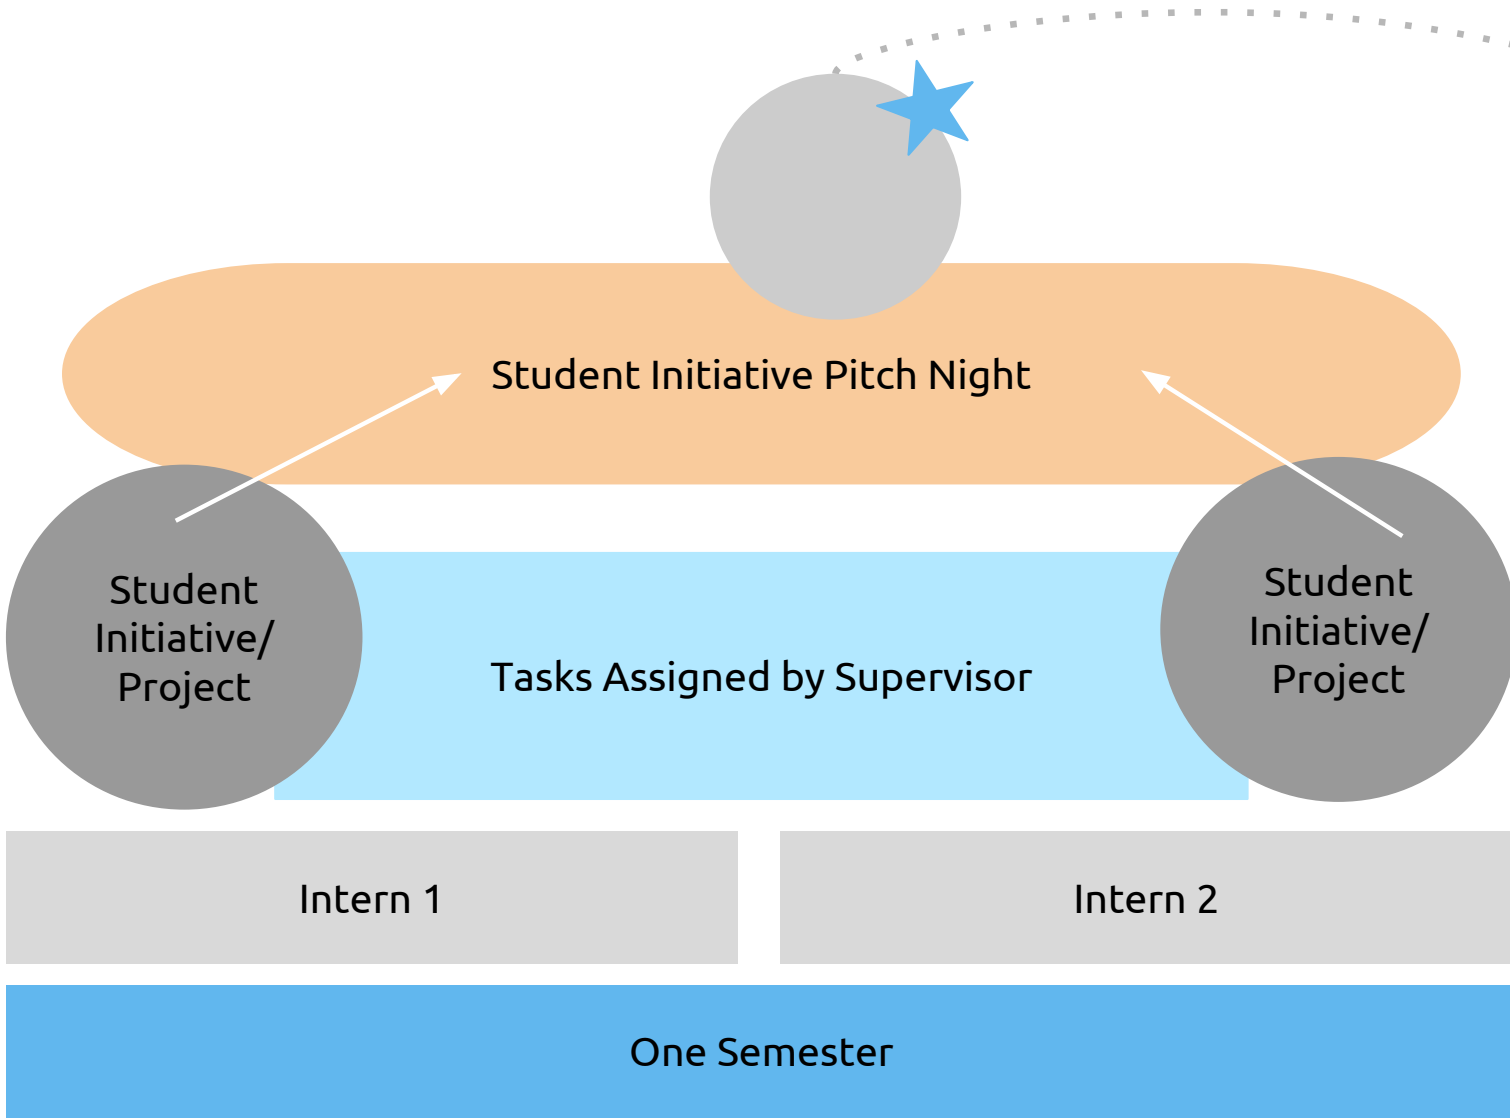 Student Initiative Pitch Night
Student
Initiative/
Project
Tasks Assigned by Supervisor
Student
Initiative/
Project
Intern 1
Intern 2
One Semester